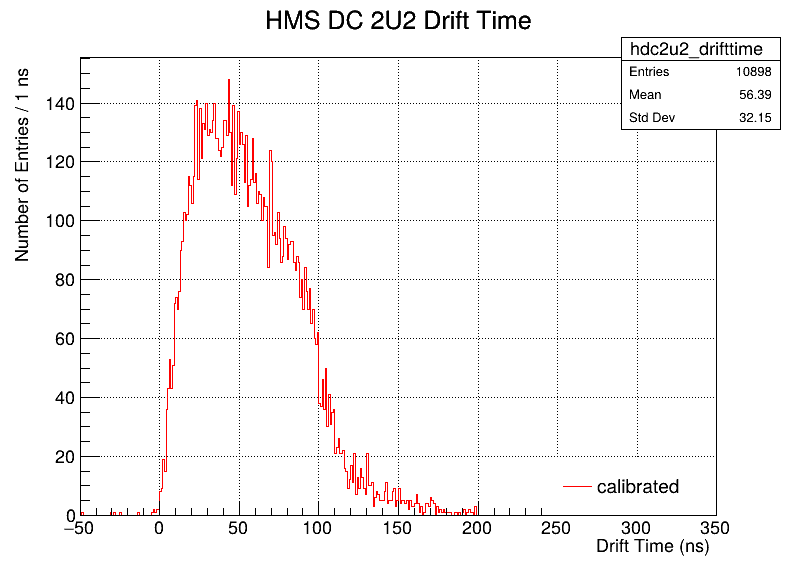 HMS DC 2U2 Drift Time
hdc2u2_drifttime
Entries 10898
Mean 56.39
Std Dev 32.15
Number of Entries / 1 ns
140
120
100
80
60
40
20
0
−50 0 50 100 150 200 250 300 350
calibrated
Drift Time (ns)